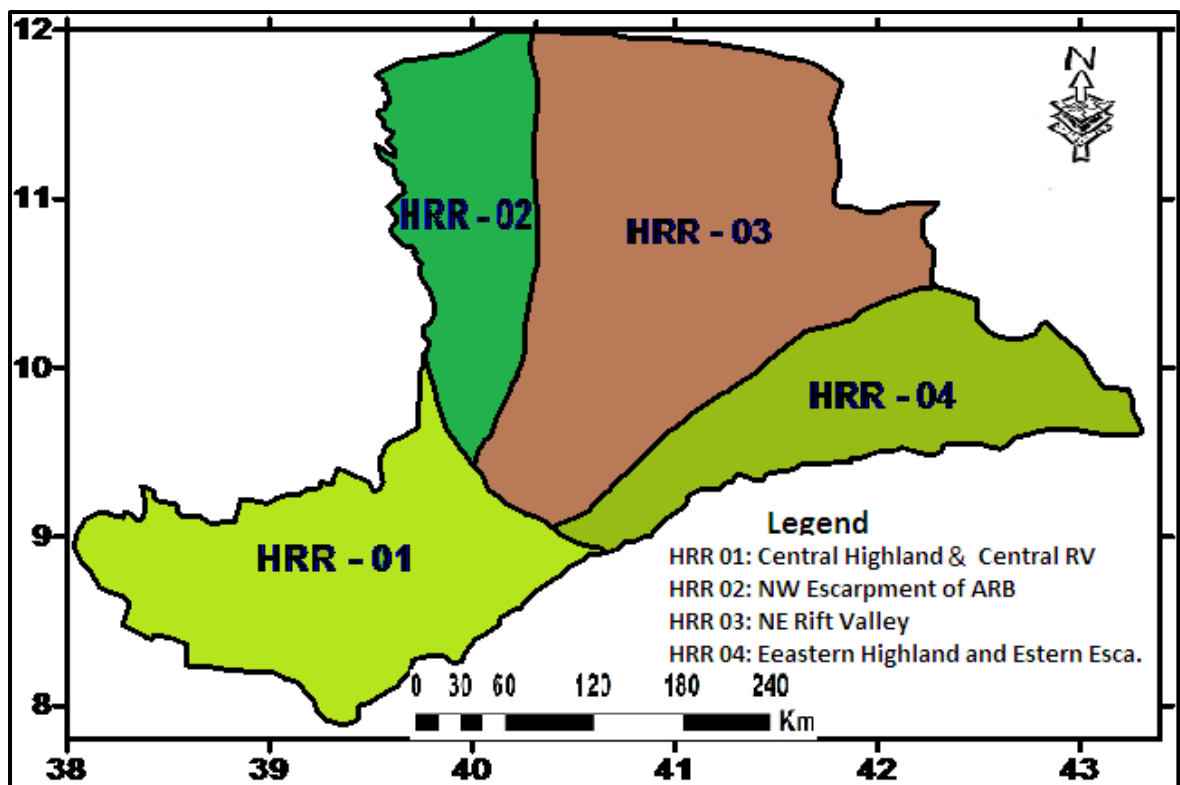 12
N
11
HRR - 02
HRR - 03
10
HRR - 04
9
HRR - 01
Legend
HRR 01: Central Highland & Central RV
HRR 02: NW Escarpment of ARB
HRR 03: NE Rift Valley
HRR 04: Eeastern Highland and Estern Esca.
0 30 60 120 180 240
Km
8
38 39 40 41 42 43